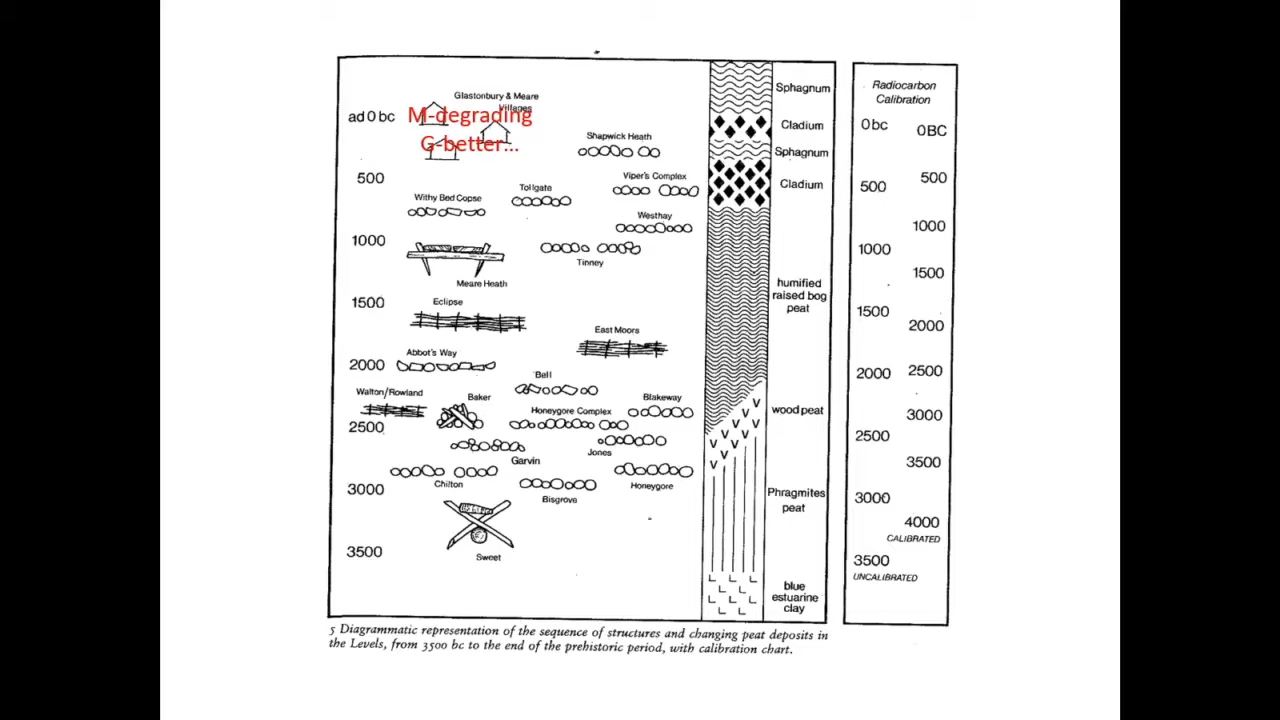 Glastonbury & Meare
Villages
M-degrading
G-better...
ad 0 bc
Shapwick Heath
500
Viper's Complex
Tollgate
Withy Bed Copse
Westhay
1000
Tinney
Meare Heath
1500
Eclipse
East Moors
Abbot's Way
2000
Bell
Walton/Rowland
Baker
Blakeway
Honeygore Complex
2500
Jones
Garvin
Chilton
Honeygore
3000
Bisgrove
3500
Sweet
Sphagnum
Cladium
Sphagnum
Cladium
humified
raised bog
peat
wood peat
Phragmites
peat
blue
estuarine
clay
Radiocarbon
Calibration
0 bc
0BC
500
500
1000
1000
1500
1500
2000
2000
2500
2500
3000
3000
3500
3500
4000
CALIBRATED
UNCALIBRATED
5 Diagrammatic representation of the sequence of structures and changing peat deposits in
the Levels, from 3500 bc to the end of the prehistoric period, with calibration chart.